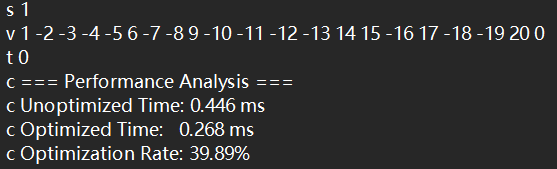 s 1
v 1 -2 -3 -4 -5 6 -7 -8 9 -10 -11 -12 -13 14 15 -16 17 -18 -19 20 0
t 0
c === Performance Analysis ===
c Unoptimized Time: 0.446 ms
c Optimized Time:   0.268 ms
c Optimization Rate: 39.89%